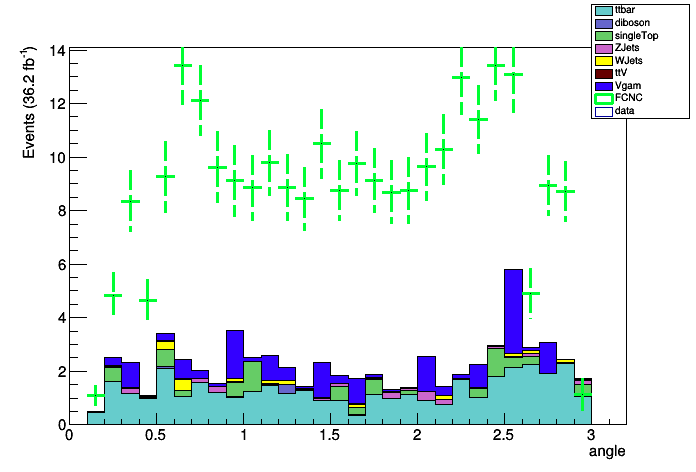 ttbar
diboson
singleTop
ZJets
WJets
ttV
Vgam
FCNC
data
Events (36.2 fb-1)
14
12
10
8
6
4
2
0
0 0.5 1 1.5 2 2.5 3
angle